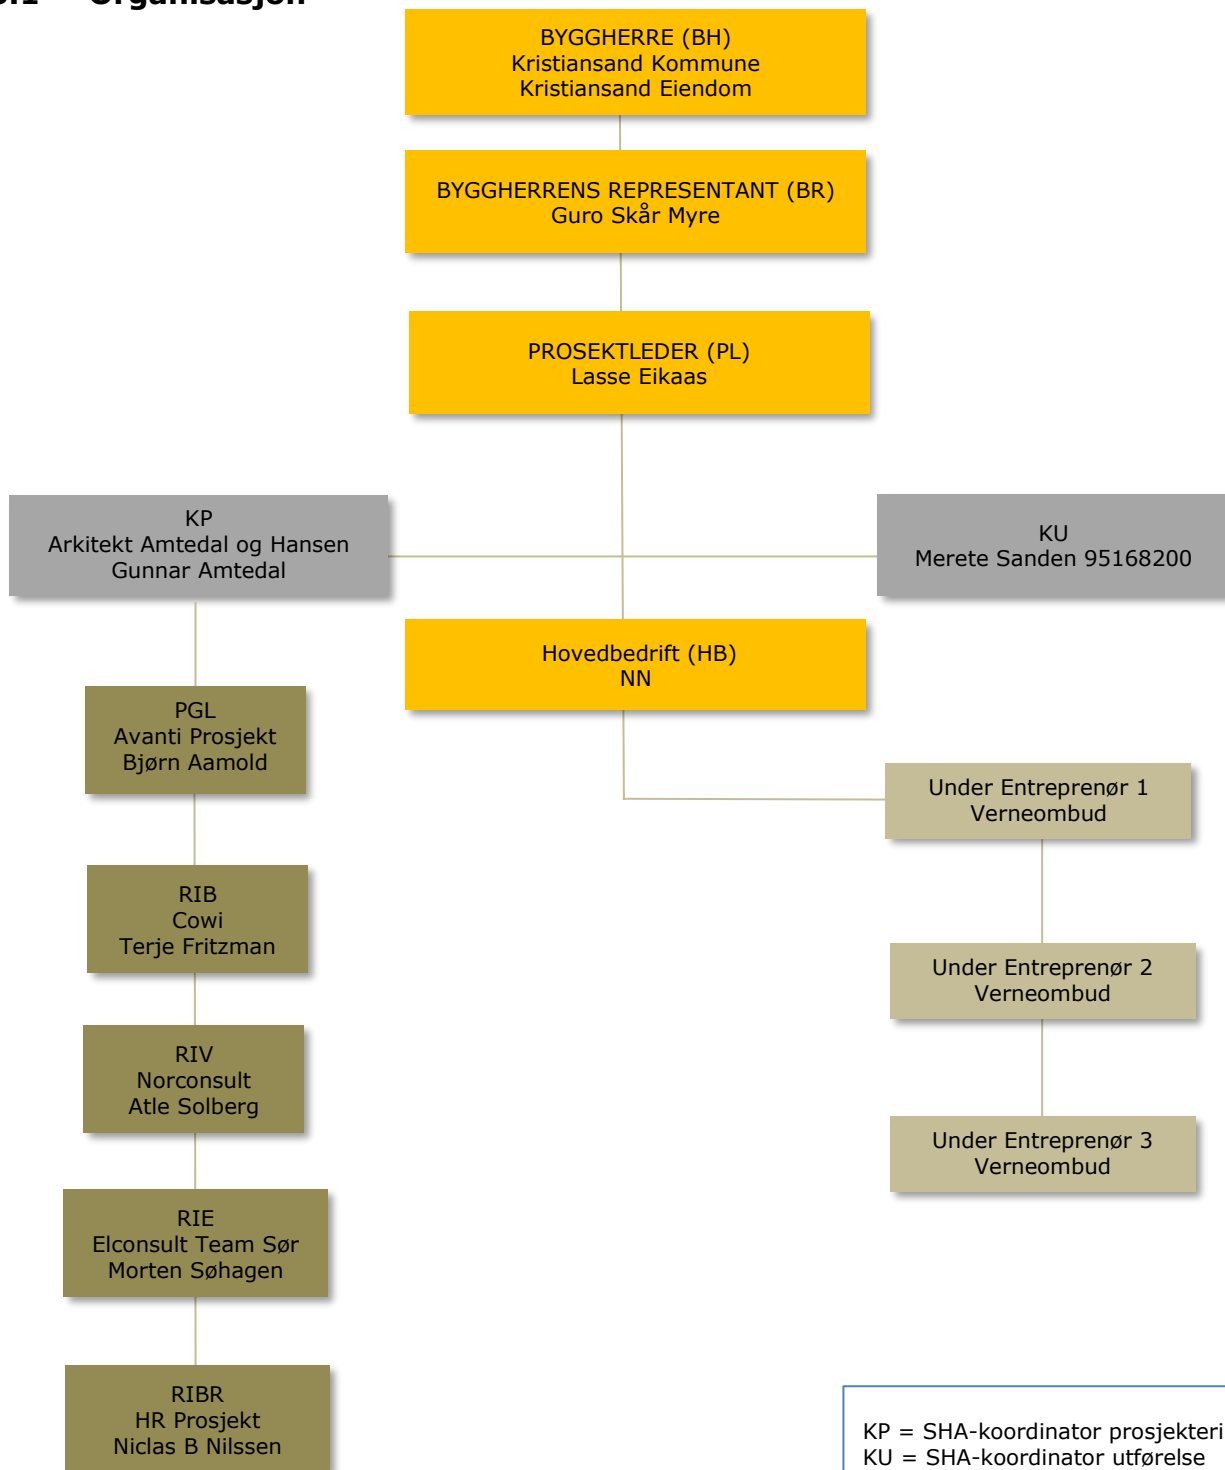 Organisasjon
BYGGHERRE (BH)
Kristiansand Kommune
Kristiansand Eiendom
BYGGHERRENS REPRESENTANT (BR)
Guro Skår Myre
PROSEKTLEDER (PL)
Lasse Eikaas
KP
Arkitekt Amtedal og Hansen
Gunnar Amtedal
KU
Merete Sanden 95168200
Hovedbedrift (HB)
NN
PGL
Avanti Prosjekt
Bjørn Aamold
Under Entreprenør 1
Verneombud
RIB
Cowi
Terje Fritzman
Under Entreprenør 2
Verneombud
RIV
Norconsult
Atle Solberg
Under Entreprenør 3
Verneombud
RIE
Elconsult Team Sør
Morten Søhagen
RIBR
HR Prosjekt
Niclas B Nilssen
KP = SHA-koordinator prosjekteri
KU = SHA-koordinator utførelse